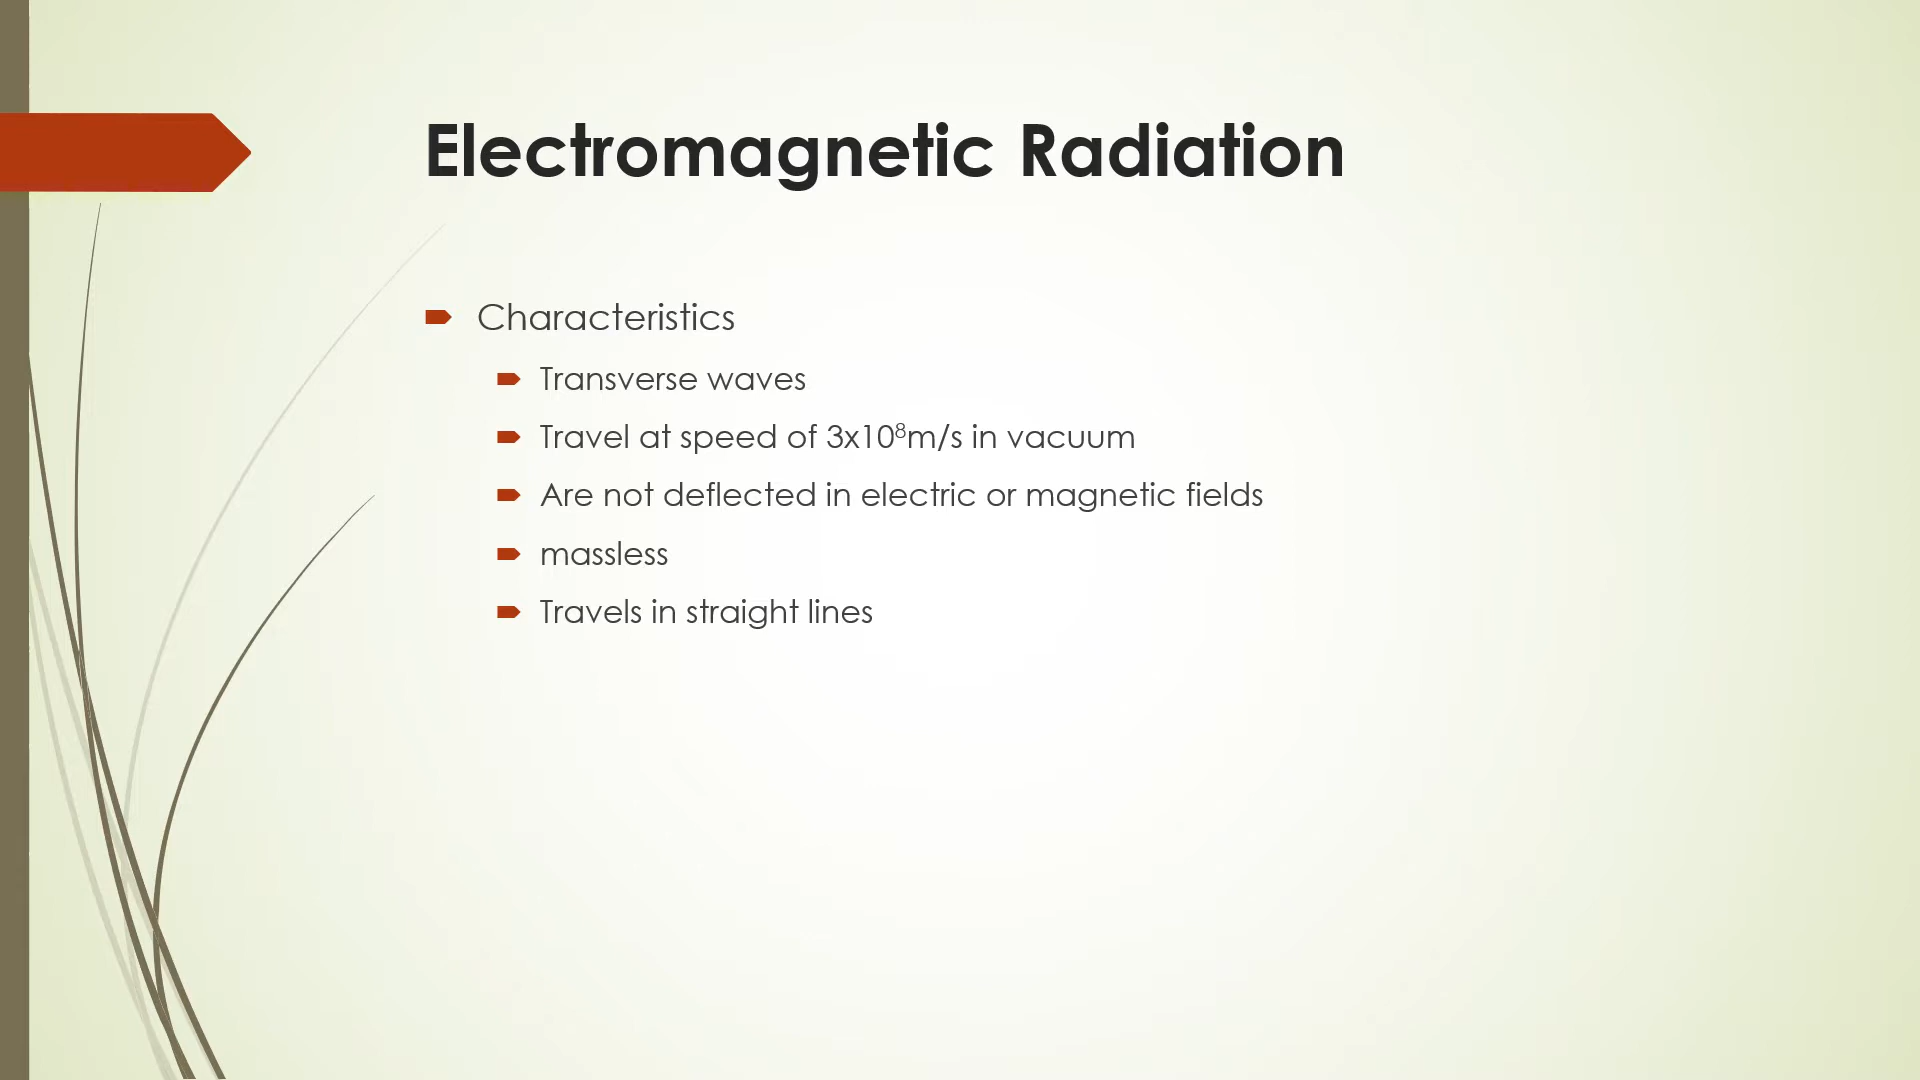 Electromagnetic Radiation
Characteristics
Transverse waves
Travel at speed of 3x10⁸m/s in vacuum
Are not deflected in electric or magnetic fields
massless
Travels in straight lines